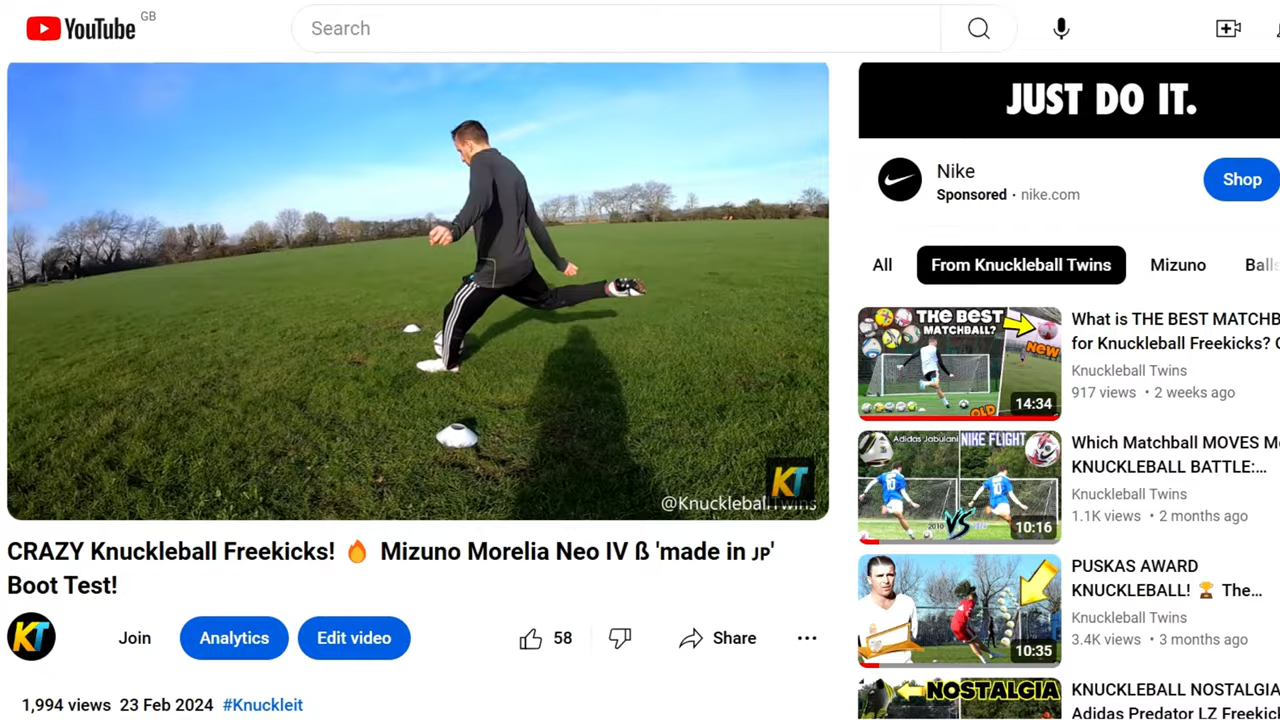 YouTube GB
Search
JUST DO IT.
Nike
Sponsored · nike.com
Shop
All From Knuckleball Twins Mizuno
KT
@KnuckleballTwins
CRAZY Knuckleball Freekicks! 🔥 Mizuno Morelia Neo IV ß 'made in JP'
Boot Test!
KT Join Analytics Edit video 58 Share
1,994 views 23 Feb 2024 #Knuckleit
THE BEST
MATCHBALL?
NEW
OLD
14:34
What is THE BEST MATCHB
for Knuckleball Freekicks?
Knuckleball Twins
917 views • 2 weeks ago
Adidas Jabulani NIKE FLIGHT
10 10
2010 VS
10:16
Which Matchball MOVES
KNUCKLEBALL BATTLE:...
Knuckleball Twins
1.1K views • 2 months ago
10:35
PUSKAS AWARD
KNUCKLEBALL! 🏆 The...
Knuckleball Twins
3.4K views • 3 months ago
NOSTALGIA
KNUCKLEBALL NOSTALGIA
Adidas Predator LZ Freekic